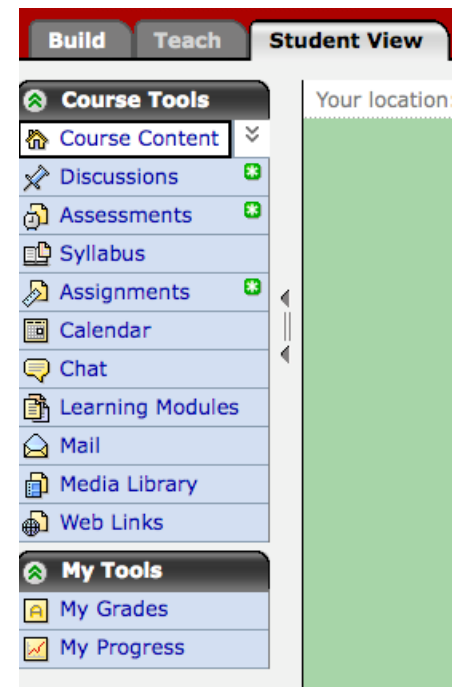 Build Teach Student View
Course Tools
Your location:
Course Content
Discussions
Assessments
Syllabus
Assignments
Calendar
Chat
Learning Modules
Mail
Media Library
Web Links
My Tools
A My Grades
My Progress